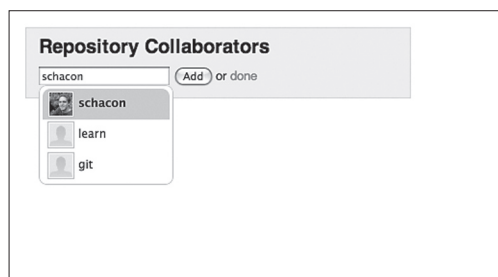 Repository Collaborators
schacon Add or done
schacon
learn
git